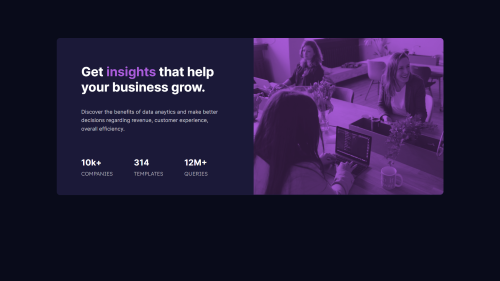 Get insights that help
your business grow.
Discover the benefits of data anaytics and make better
decisions regarding revenue, customer experience,
overall efficiency.
10k+ 314 12M+
COMPANIES TEMPLATES QUERIES